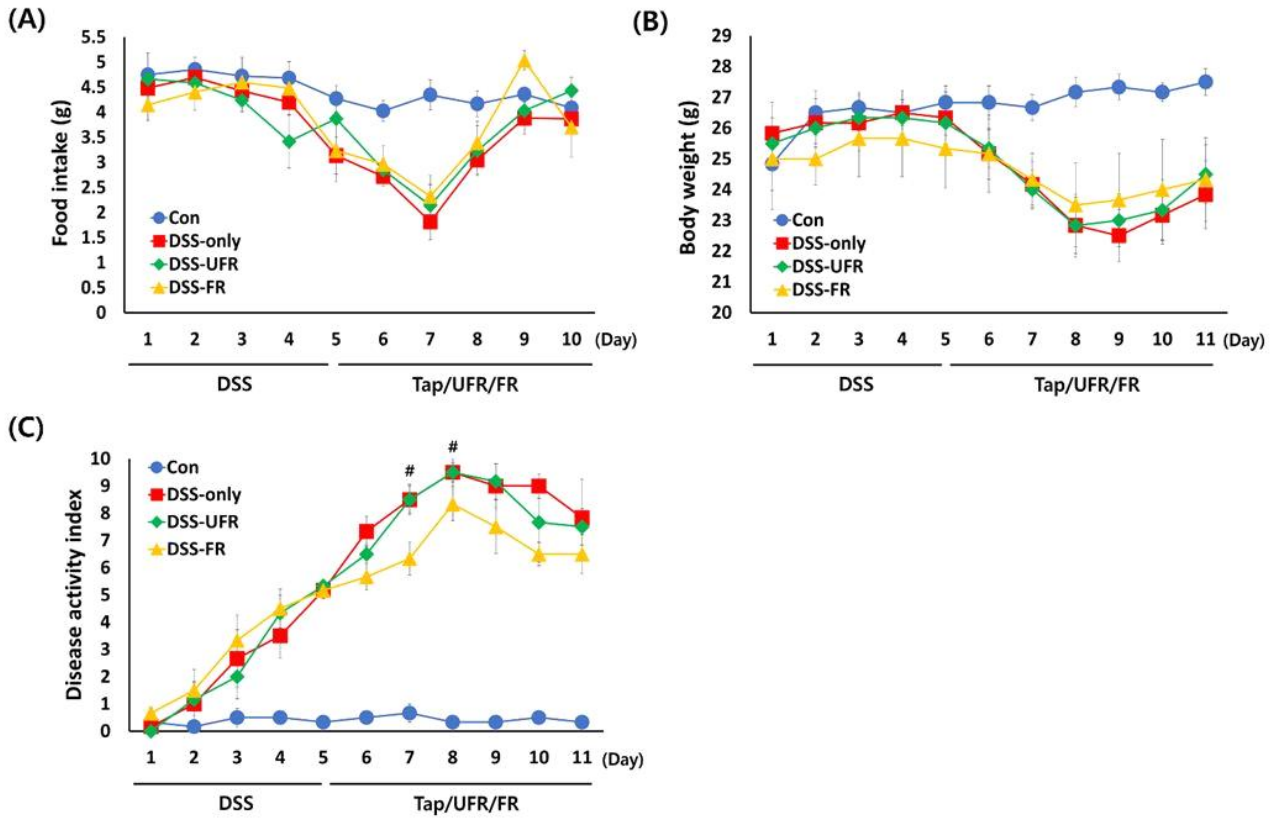 (A)
Food intake (g)
5.5
5
4.5
4
3.5
3
2.5
2
1.5
1
0.5
0
Con
DSS-only
DSS-UFR
DSS-FR
1 2 3 4 5 6 7 8 9 10 (Day)
DSS Tap/UFR/FR
(B)
Body weight (g)
29
28
27
26
25
24
23
22
21
20
Con
DSS-only
DSS-UFR
DSS-FR
1 2 3 4 5 6 7 8 9 10 11 (Day)
DSS Tap/UFR/FR
(C)
Disease activity index
10
9
8
7
6
5
4
3
2
1
0
Con
DSS-only
DSS-UFR
DSS-FR
# #
1 2 3 4 5 6 7 8 9 10 11 (Day)
DSS Tap/UFR/FR